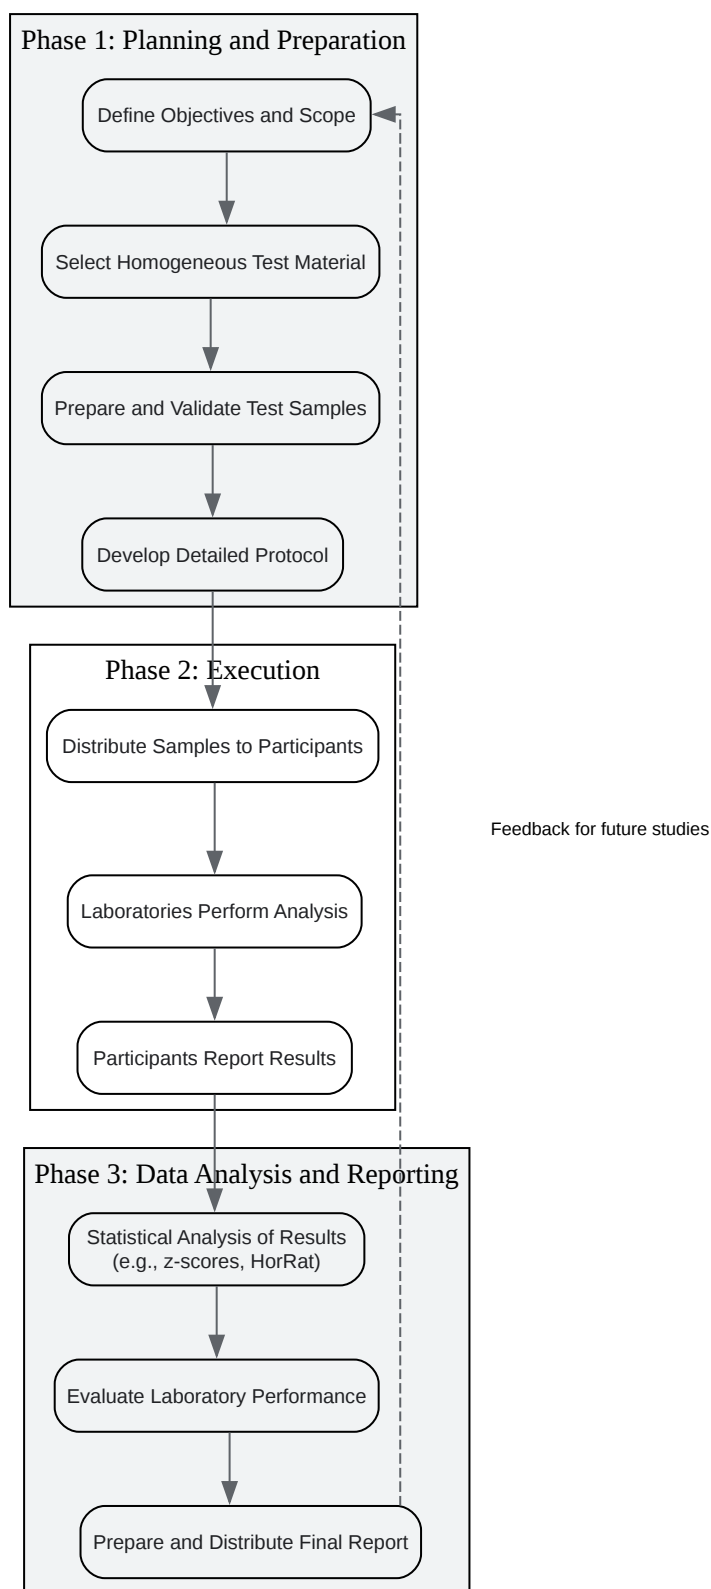 Phase 1: Planning and Preparation
Define Objectives and Scope
Select Homogeneous Test Material
Prepare and Validate Test Samples
Develop Detailed Protocol
Phase 2: Execution
Distribute Samples to Participants
Feedback for future studies
Laboratories Perform Analysis
Participants Report Results
Phase 3: Data Analysis and Reporting
Statistical Analysis of Results
(e.g., z-scores, HorRat)
Evaluate Laboratory Performance
Prepare and Distribute Final Report